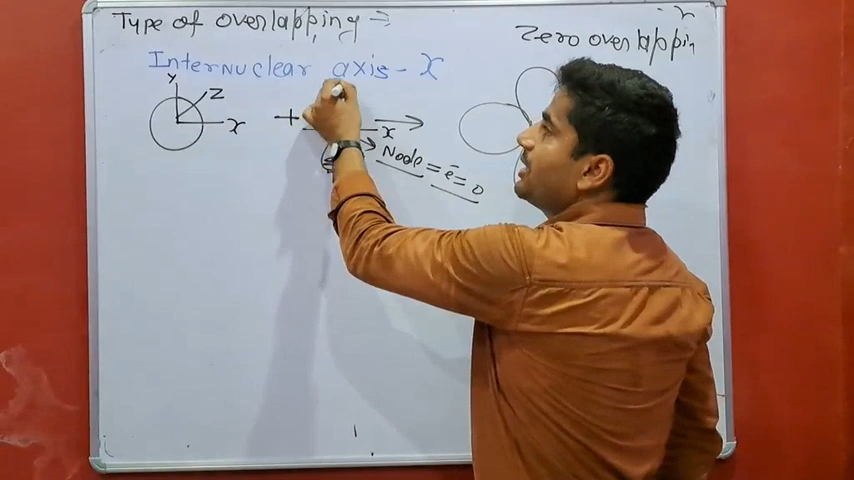 Type of overlapping ⇒
Zero overlappin
Internuclear axis - x
y
z
x
+
x
Node = ē = 0